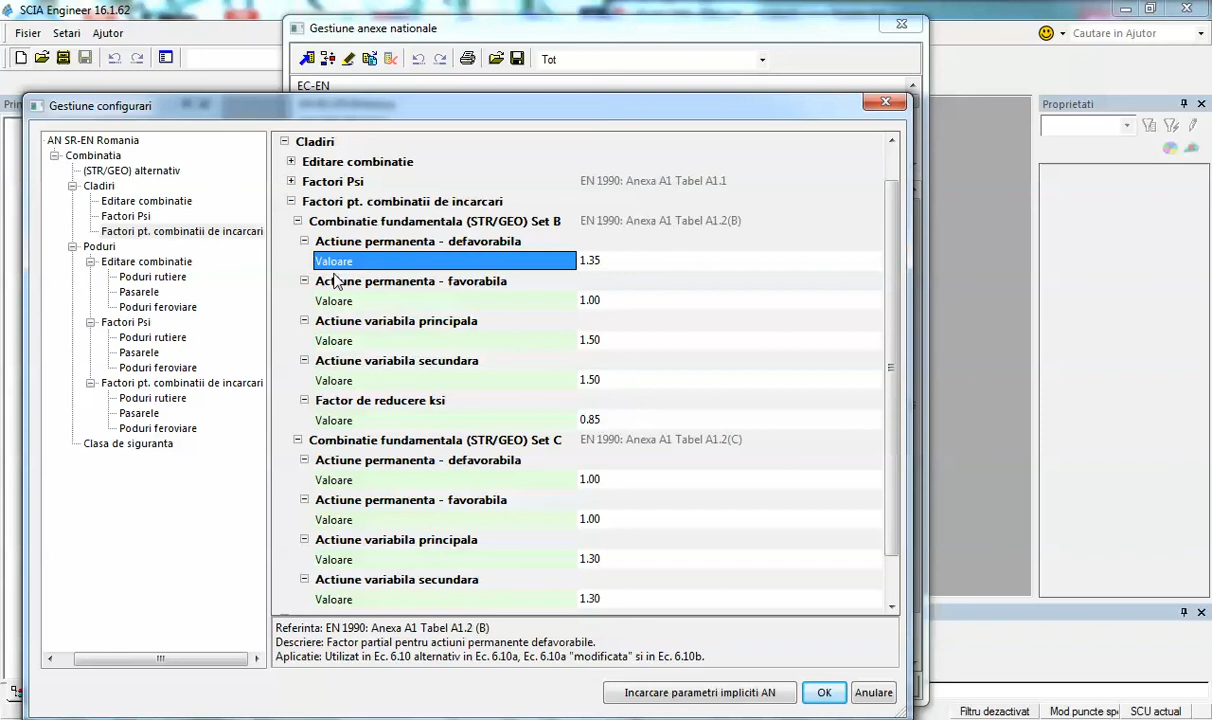 SCIA Engineer 16.1.62
Fisier Setari Ajutor
Cautare in Ajutor
Gestiune anexe nationale
Tot
EC-EN
Gestiune configurari
Proprietati
AN SR-EN Romania
Combinatia
(STR/GEO) alternativ
Cladiri
Editare combinatie
Factori Psi
Factori pt. combinatii de incarcari
Poduri
Editare combinatie
Poduri rutiere
Pasarele
Poduri feroviare
Factori Psi
Poduri rutiere
Pasarele
Poduri feroviare
Factori pt. combinatii de incarcari
Poduri rutiere
Pasarele
Poduri feroviare
Clasa de siguranta
Cladiri
Editare combinatie
Factori Psi EN 1990: Anexa A1 Tabel A1.1
Factori pt. combinatii de incarcari
Combinatie fundamentala (STR/GEO) Set B EN 1990: Anexa A1 Tabel A1.2(B)
Actiune permanenta - defavorabila
Valoare 1.35
Actiune permanenta - favorabila
Valoare 1.00
Actiune variabila principala
Valoare 1.50
Actiune variabila secundara
Valoare 1.50
Factor de reducere ksi
Valoare 0.85
Combinatie fundamentala (STR/GEO) Set C EN 1990: Anexa A1 Tabel A1.2(C)
Actiune permanenta - defavorabila
Valoare 1.00
Actiune permanenta - favorabila
Valoare 1.00
Actiune variabila principala
Valoare 1.30
Actiune variabila secundara
Valoare 1.30
Referinta: EN 1990: Anexa A1 Tabel A1.2 (B)
Descriere: Factor partial pentru actiuni permanente defavorabile.
Aplicatie: Utilizat in Ec. 6.10 alternativ in Ec. 6.10a, Ec. 6.10a "modificata" si in Ec. 6.10b.
Incarcare parametri impliciti AN OK Anulare
Filtru dezactivat Mod puncte sp SCU actual